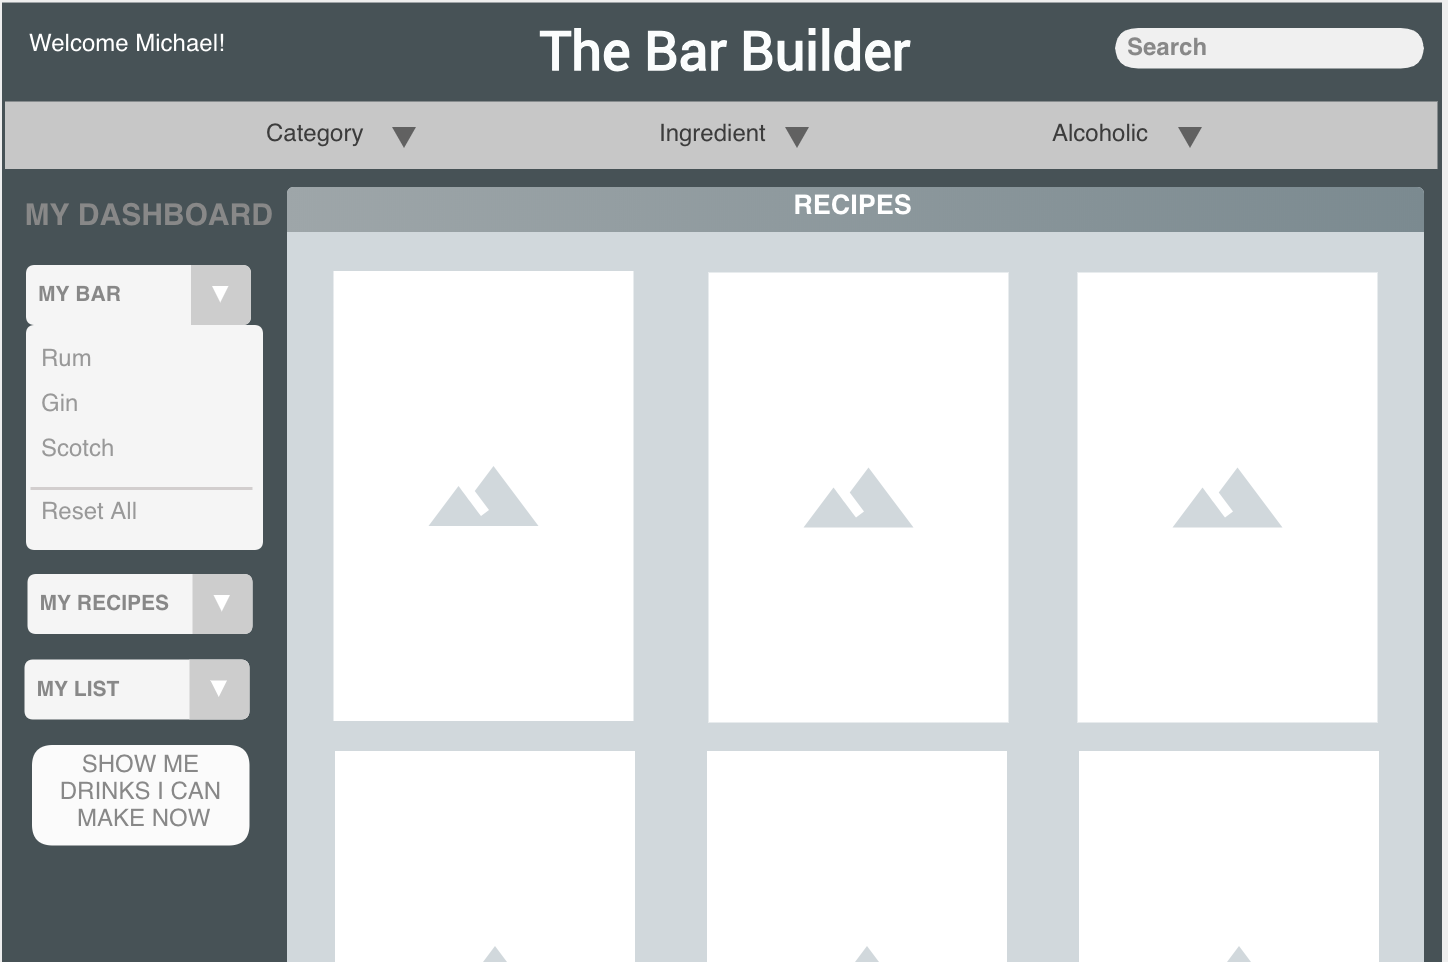 Welcome Michael!
The Bar Builder
Search
Category
Ingredient
Alcoholic
MY DASHBOARD
RECIPES
MY BAR
Rum
Gin
Scotch
Reset All
MY RECIPES
MY LIST
SHOW ME
DRINKS I CAN
MAKE NOW